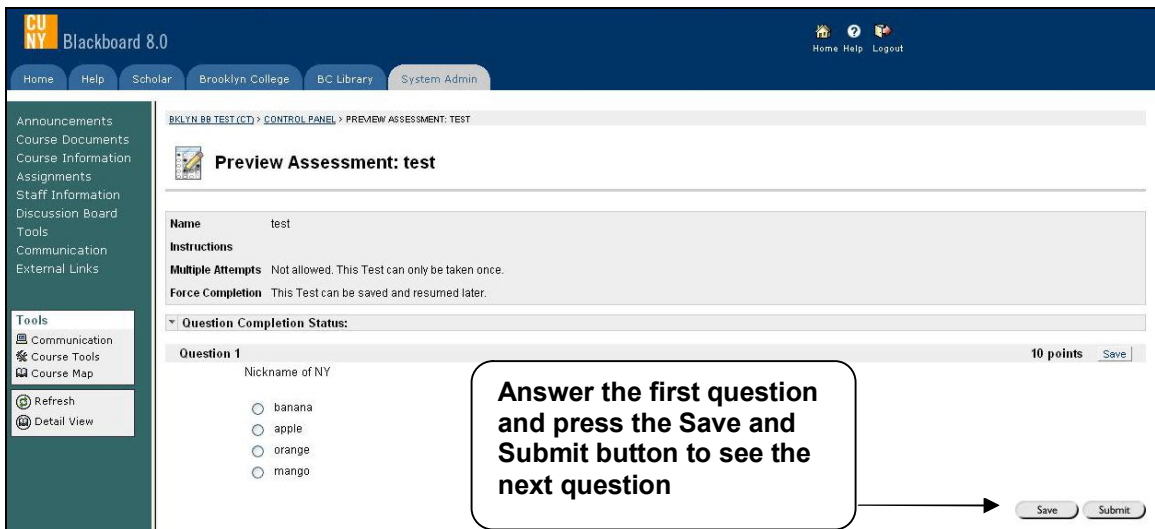 CU
NY Blackboard 8.0
Home Help Logout
Home Help Scholar Brooklyn College BC Library System Admin
Announcements
Course Documents
Course Information
Assignments
Staff Information
Discussion Board
Tools
Communication
External Links
Tools
Communication
Course Tools
Course Map
Refresh
Detail View
BKLYN BB TEST (CT) > CONTROL PANEL > PREVIEW ASSESSMENT: TEST
Preview Assessment: test
Name test
Instructions
Multiple Attempts Not allowed. This Test can only be taken once.
Force Completion This Test can be saved and resumed later.
Question Completion Status:
Question 1 10 points Save
Nickname of NY
banana
apple
orange
mango
Answer the first question
and press the Save and
Submit button to see the
next question
Save Submit